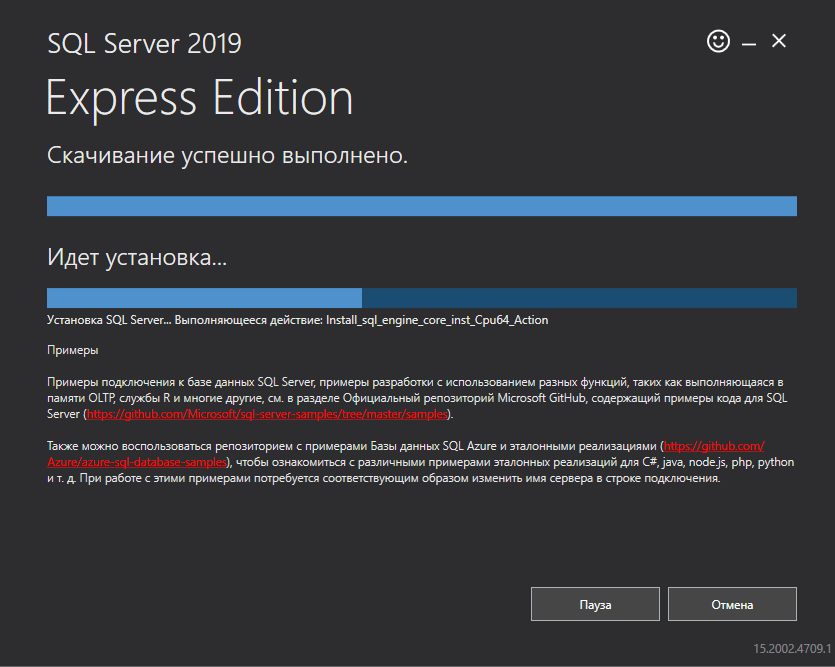 SQL Server 2019
Express Edition
Скачивание успешно выполнено.
Идет установка...
Установка SQL Server... Выполняющееся действие: Install_sql_engine_core_inst_Cpu64_Action
Примеры
Примеры подключения к базе данных SQL Server, примеры разработки с использованием разных функций, таких как выполняющаяся в
памяти OLTP, службы R и многие другие, см. в разделе Официальный репозиторий Microsoft GitHub, содержащий примеры кода для SQL
Server (https://github.com/Microsoft/sql-server-samples/tree/master/samples).
Также можно воспользоваться репозиторием с примерами Базы данных SQL Azure и эталонными реализациями (https://github.com/
Azure/azure-sql-database-samples), чтобы ознакомиться с различными примерами эталонных реализаций для C#, java, node.js, php, python
и т. д. При работе с этими примерами потребуется соответствующим образом изменить имя сервера в строке подключения.
Пауза
Отмена
15.2002.4709.1